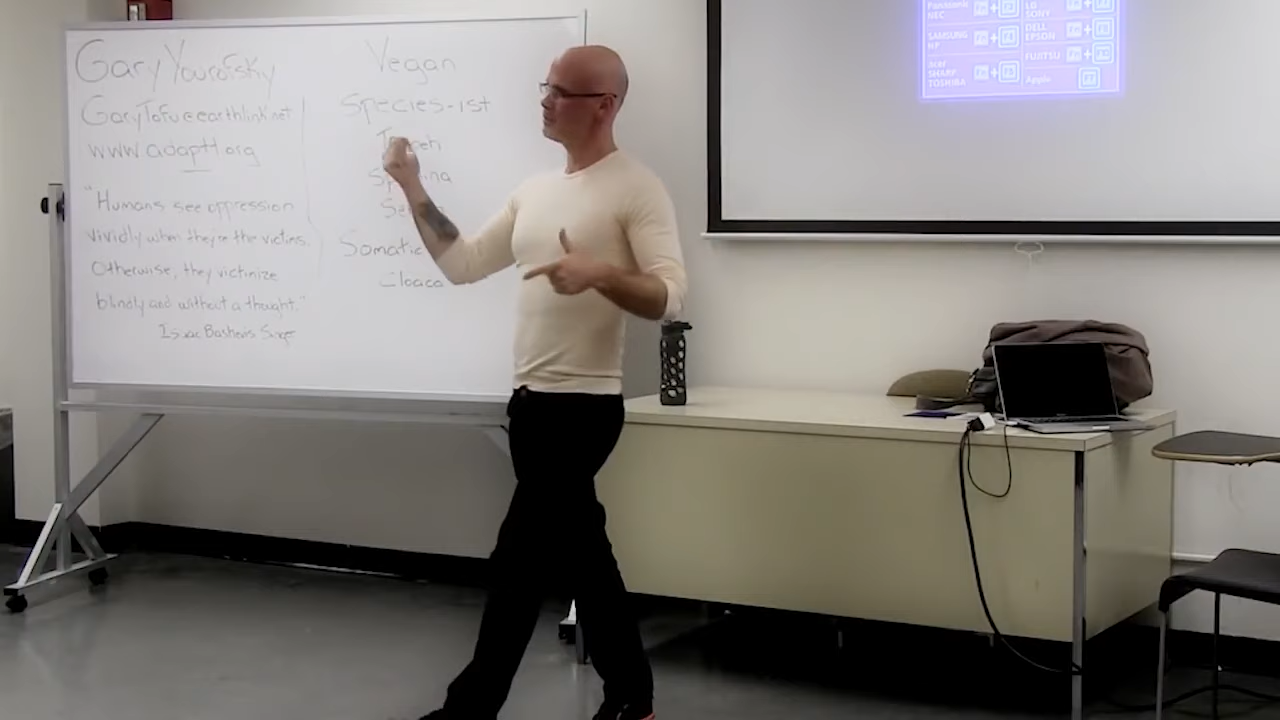 Gary Yourofsky
GaryTofu@earthlink.net
www.adaptt.org
"Humans see oppression
vividly when they're the victims.
Otherwise, they victimize
blindly and without a thought."
Isaac Bashevis Singer
Vegan
Species-ist
Somatic
Cloaca
Panasonic
NEC
SAMSUNG
HP
acer
SHARP
TOSHIBA
LG
SONY
DELL
EPSON
FUJITSU
Apple